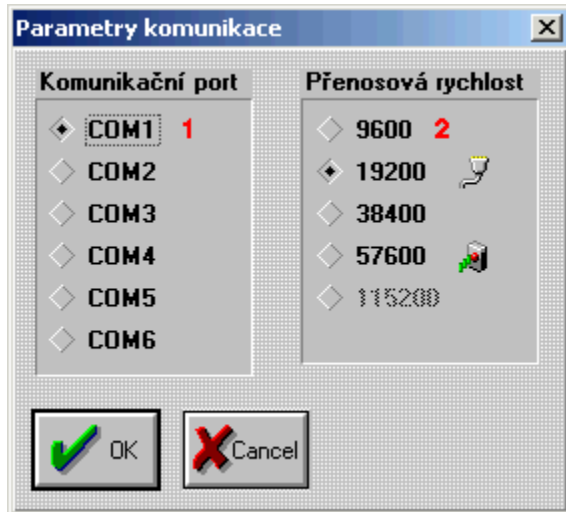 Parametry komunikace
Komunikační port
COM1 1
COM2
COM3
COM4
COM5
COM6
Přenosová rychlost
9600 2
19200
38400
57600
115200
OK
Cancel